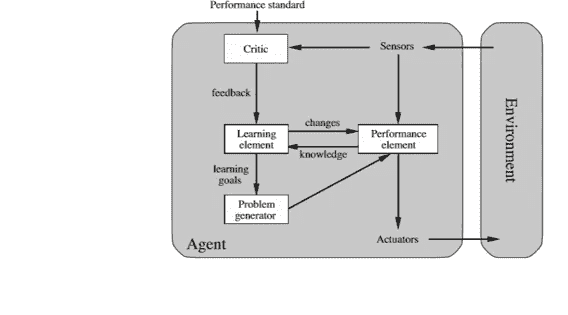 Performance standard
Critic
Sensors
feedback
changes
Learning
element
Performance
element
knowledge
learning
goals
Problem
generator
Agent
Actuators
Environment